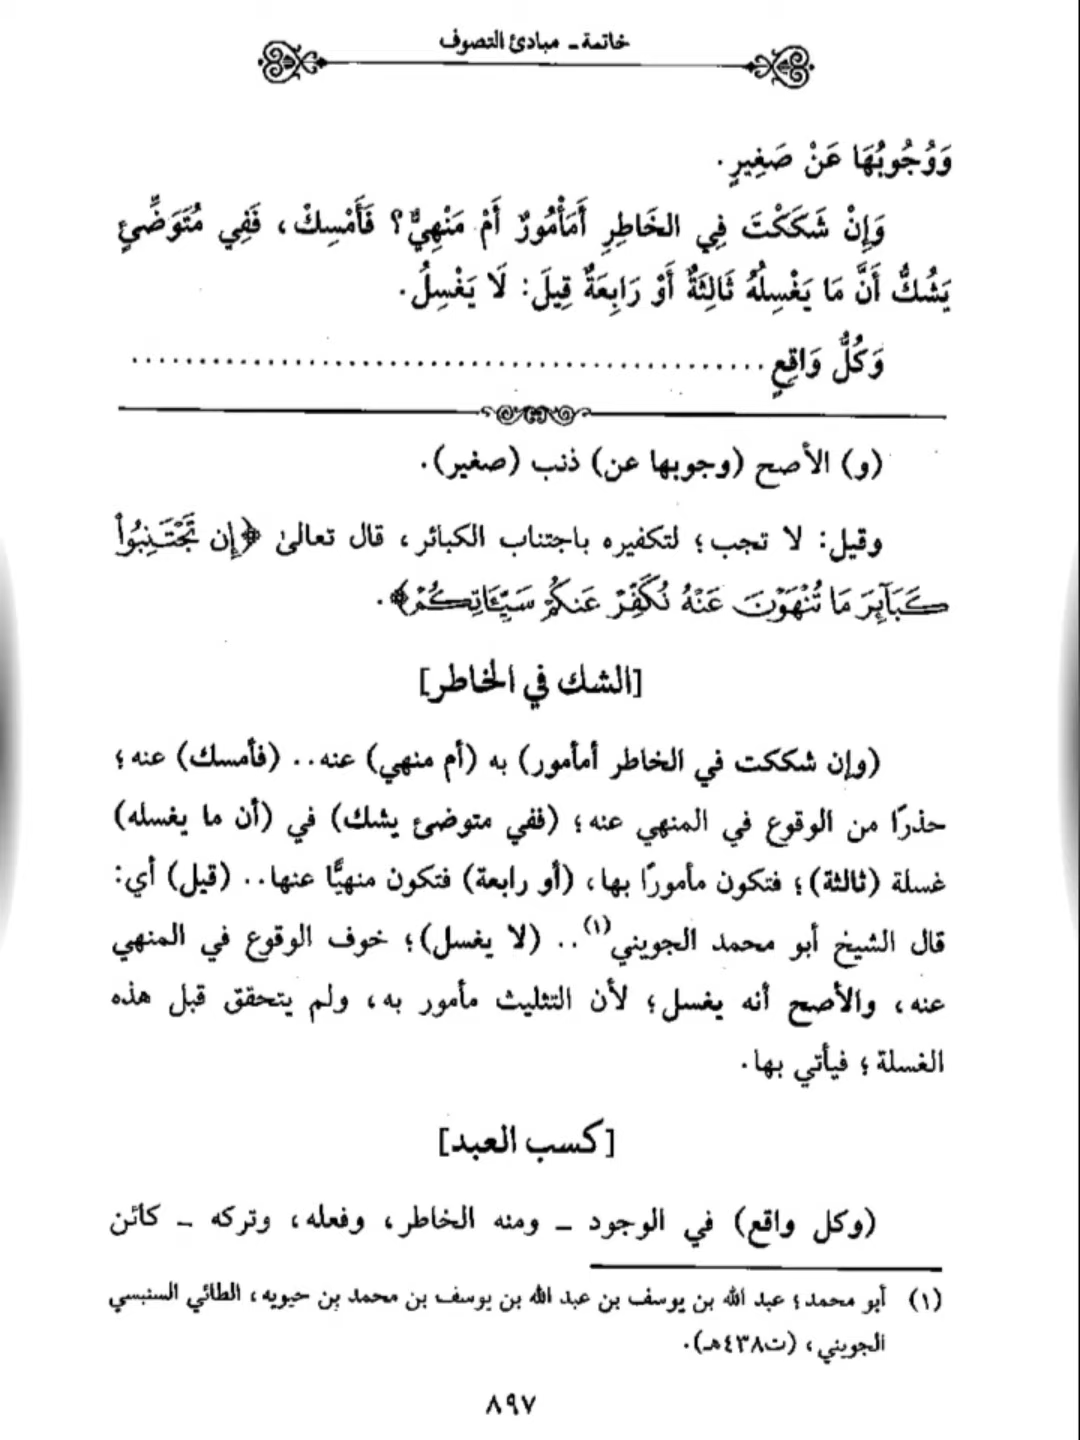 خاتمة ـ مبادئ التصوف
وَوُجُوبُهَا عَنْ صَغِيرٍ.
وَإِنْ شَكَكْتَ فِي الخَاطِرِ أَمَأْمُورٌ أَمْ مَنْهِيٌّ؟ فَأَمْسِكْ، فَفِي مُتَوَضِّئٍ
يَشُكُّ أَنَّ مَا يَغْسِلُهُ ثَالِثَةٌ أَوْ رَابِعَةٌ قِيلَ: لَا يَغْسِلُ.
وَكُلُّ وَاقِعٍ ................................................
(و) الأصح (وجوبها عن) ذنب (صغير).
وقيل: لا تجب؛ لتكفيره باجتناب الكبائر، قال تعالىٰ ﴿إِن تَجْتَنِبُوا۟
كَبَآئِرَ مَا تُنْهَوْنَ عَنْهُ نُكَفِّرْ عَنكُمْ سَيِّـَٔاتِكُمْ﴾.
[الشك في الخاطر]
(وإن شككت في الخاطر أمأمور) به (أم منهي) عنه.. (فأمسك) عنه؛
حذرًا من الوقوع في المنهي عنه؛ (ففي متوضئ يشك) في (أن ما يغسله)
غسلة (ثالثة)؛ فتكون مأمورًا بها، (أو رابعة) فتكون منهيًّا عنها.. (قيل) أي:
قال الشيخ أبو محمد الجويني(١).. (لا يغسل)؛ خوف الوقوع في المنهي
عنه، والأصح أنه يغسل؛ لأن التثليث مأمور به، ولم يتحقق قبل هذه
الغسلة؛ فيأتي بها.
[كسب العبد]
(وكل واقع) في الوجود ـ ومنه الخاطر، وفعله، وتركه ـ كائن
(١) أبو محمد؛ عبد الله بن يوسف بن عبد الله بن يوسف بن محمد بن حيويه، الطائي السنبسي
الجويني، (ت٤٣٨هـ).
٨٩٧